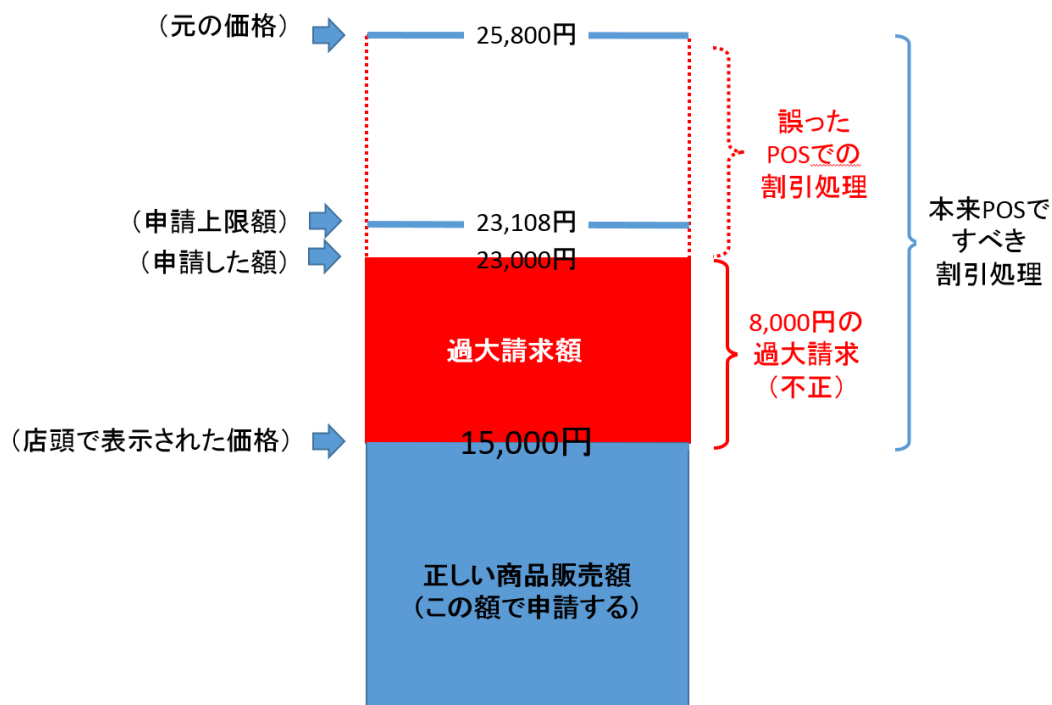 （元の価格）
25,800円
誤った
POSでの
割引処理
（申請上限額）
23,108円
本来POSで
すべき
割引処理
（申請した額）
23,000円
過大請求額
8,000円の
過大請求
（不正）
（店頭で表示された価格）
15,000円
正しい商品販売額
（この額で申請する）